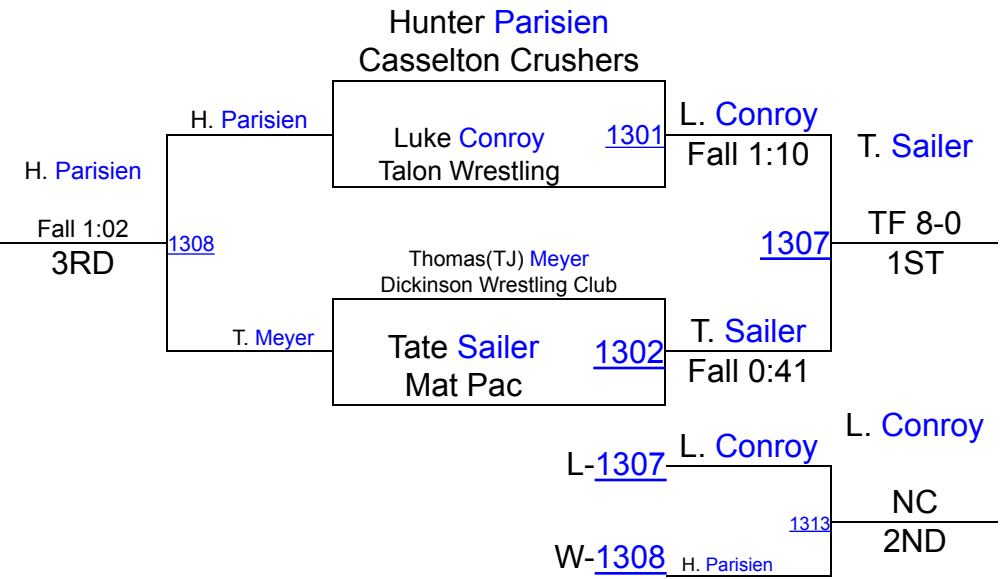 Hunter Parisien
Casselton Crushers
H. Parisien
Luke Conroy
Talon Wrestling
1301
L. Conroy
Fall 1:10
H. Parisien
Fall 1:02
3RD
1308
T. Sailer
TF 8-0
1ST
1307
Thomas(TJ) Meyer
Dickinson Wrestling Club
T. Meyer
Tate Sailer
Mat Pac
1302
T. Sailer
Fall 0:41
L-1307
L. Conroy
L. Conroy
NC
2ND
1313
W-1308
H. Parisien